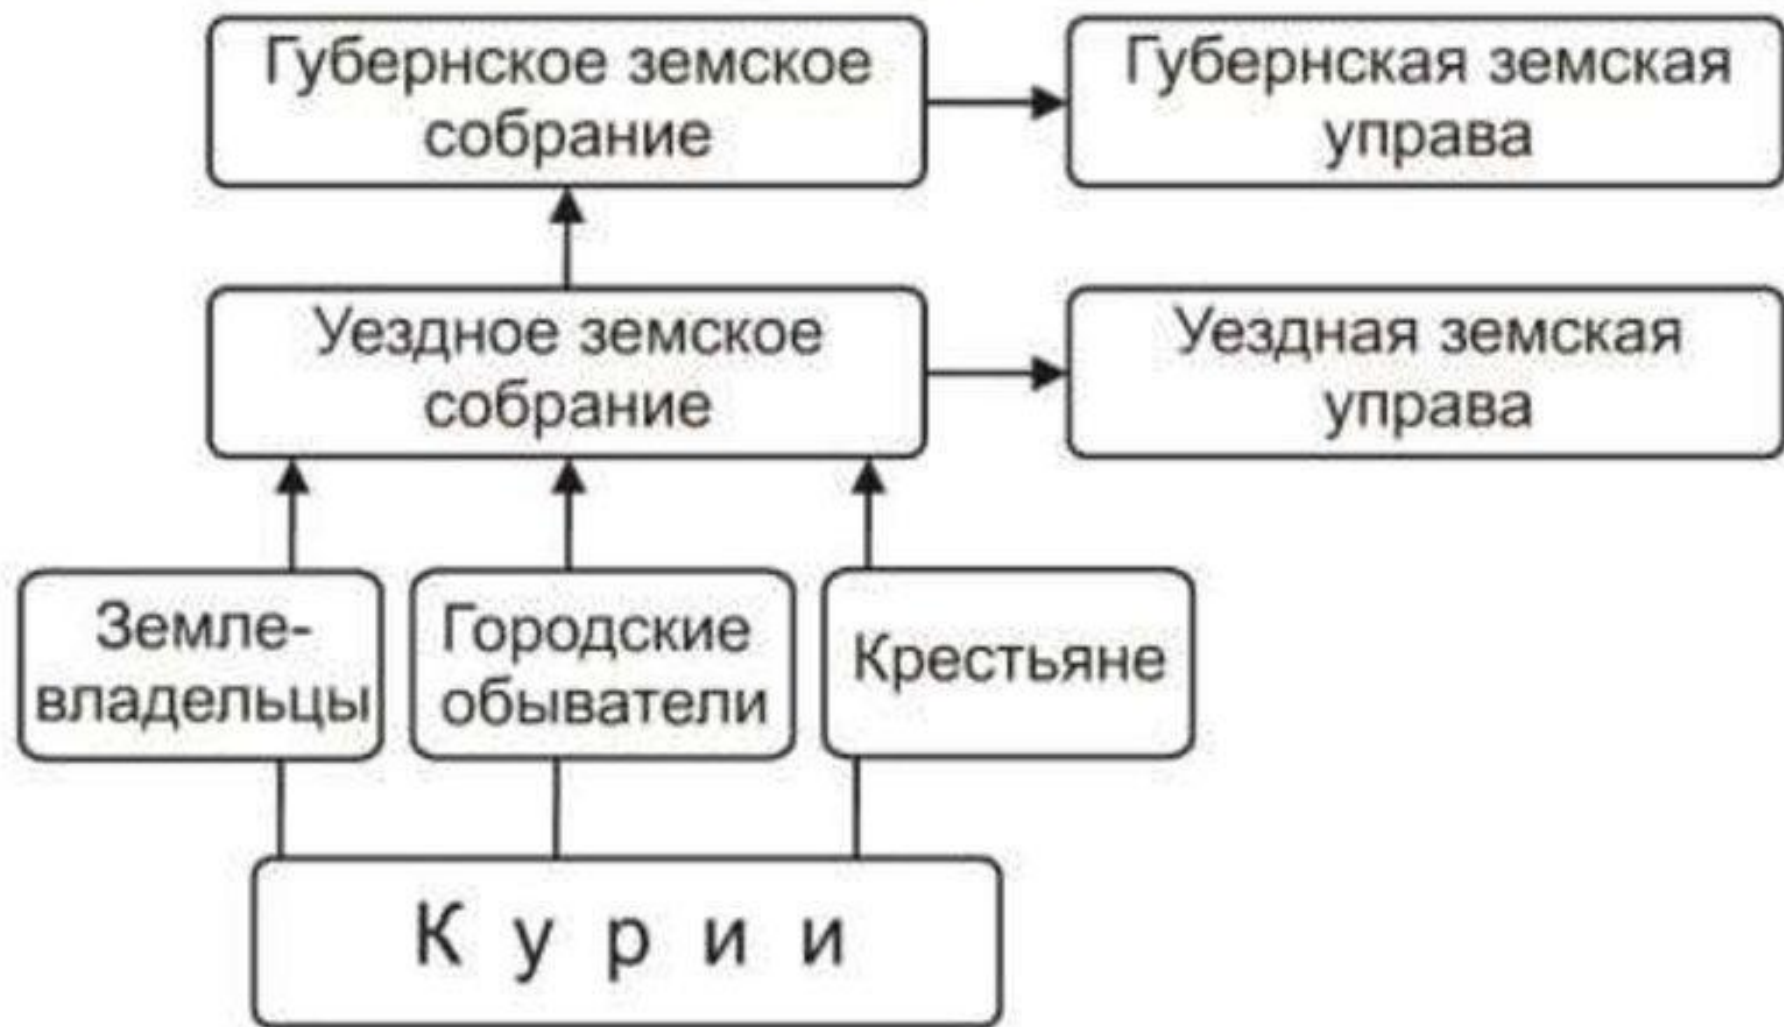 Губернское земское
собрание
Губернская земская
управа
Уездное земское
собрание
Уездная земская
управа
Земле-
владельцы
Городские
обыватели
Крестьяне
К у р и и